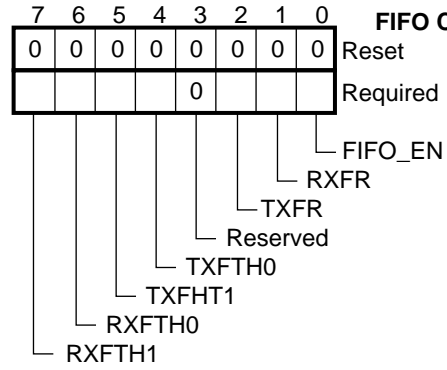 7 6 5 4 3 2 1 0 FIFO C
0 0 0 0 0 0 0 0 Reset
0 Required
FIFO_EN
RXFR
TXFR
Reserved
TXFTH0
TXFHT1
RXFTH0
RXFTH1